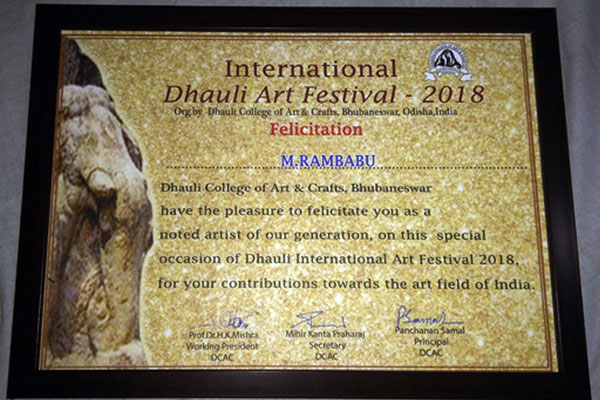 International
Dhauli Art Festival - 2018
Org.by -Dhauli College of Art & Crafts, Bhubaneswar, Odisha,India
Felicitation
M.RAMBABU
Dhauli College of Art & Crafts, Bhubaneswar
have the pleasure to felicitate you as a
noted artist of our generation, on this special
occasion of Dhauli International Art Festival 2018,
for your contributions towards the art field of India.
Prof.Dr.H.K.Mishra
Working President
DCAC
Mihir Kanta Praharaj
Secretary
DCAC
Panchanan Samal
Principal
DCAC